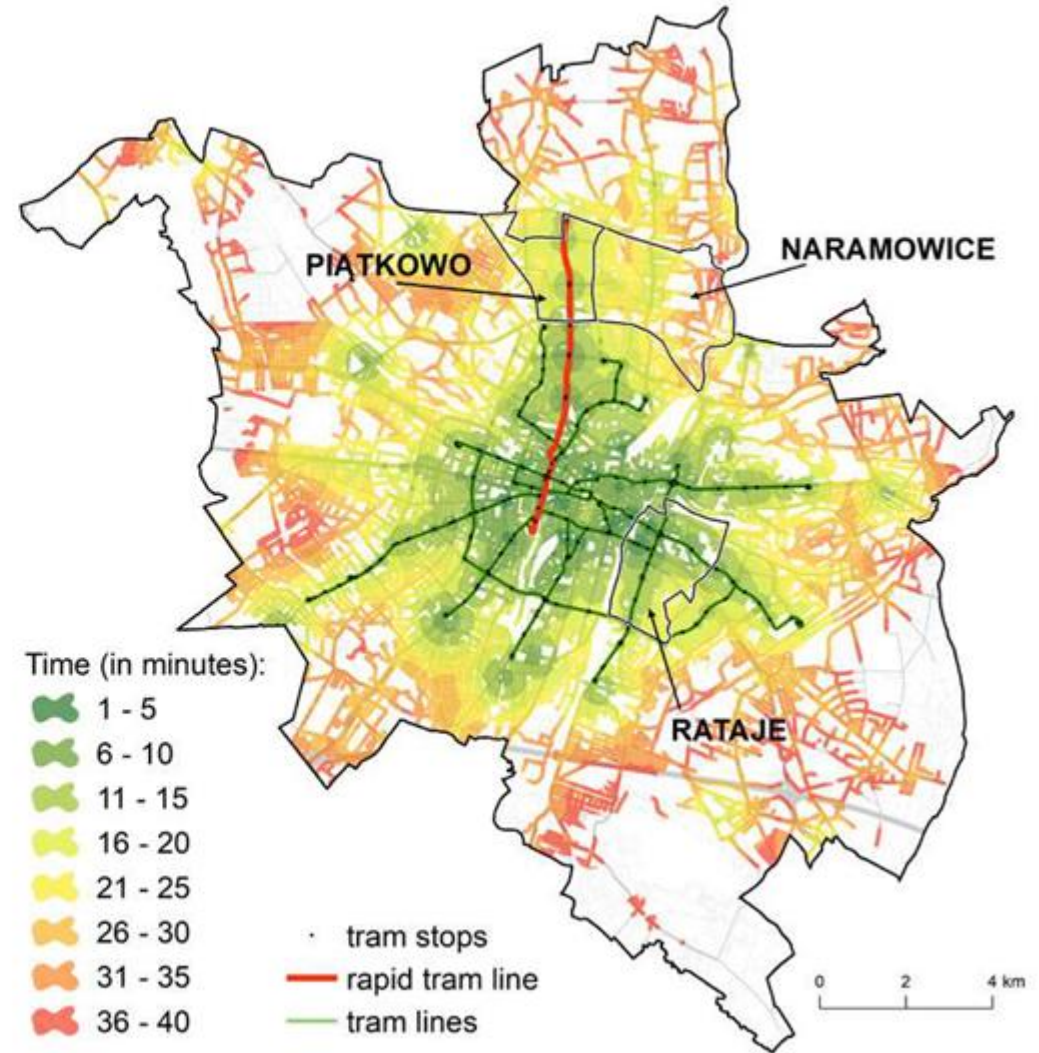 PIĄTKOWO
NARAMOWICE
RATAJE
Time (in minutes):
1 - 5
6 - 10
11 - 15
16 - 20
21 - 25
26 - 30
31 - 35
36 - 40
tram stops
rapid tram line
tram lines
0 2 4 km